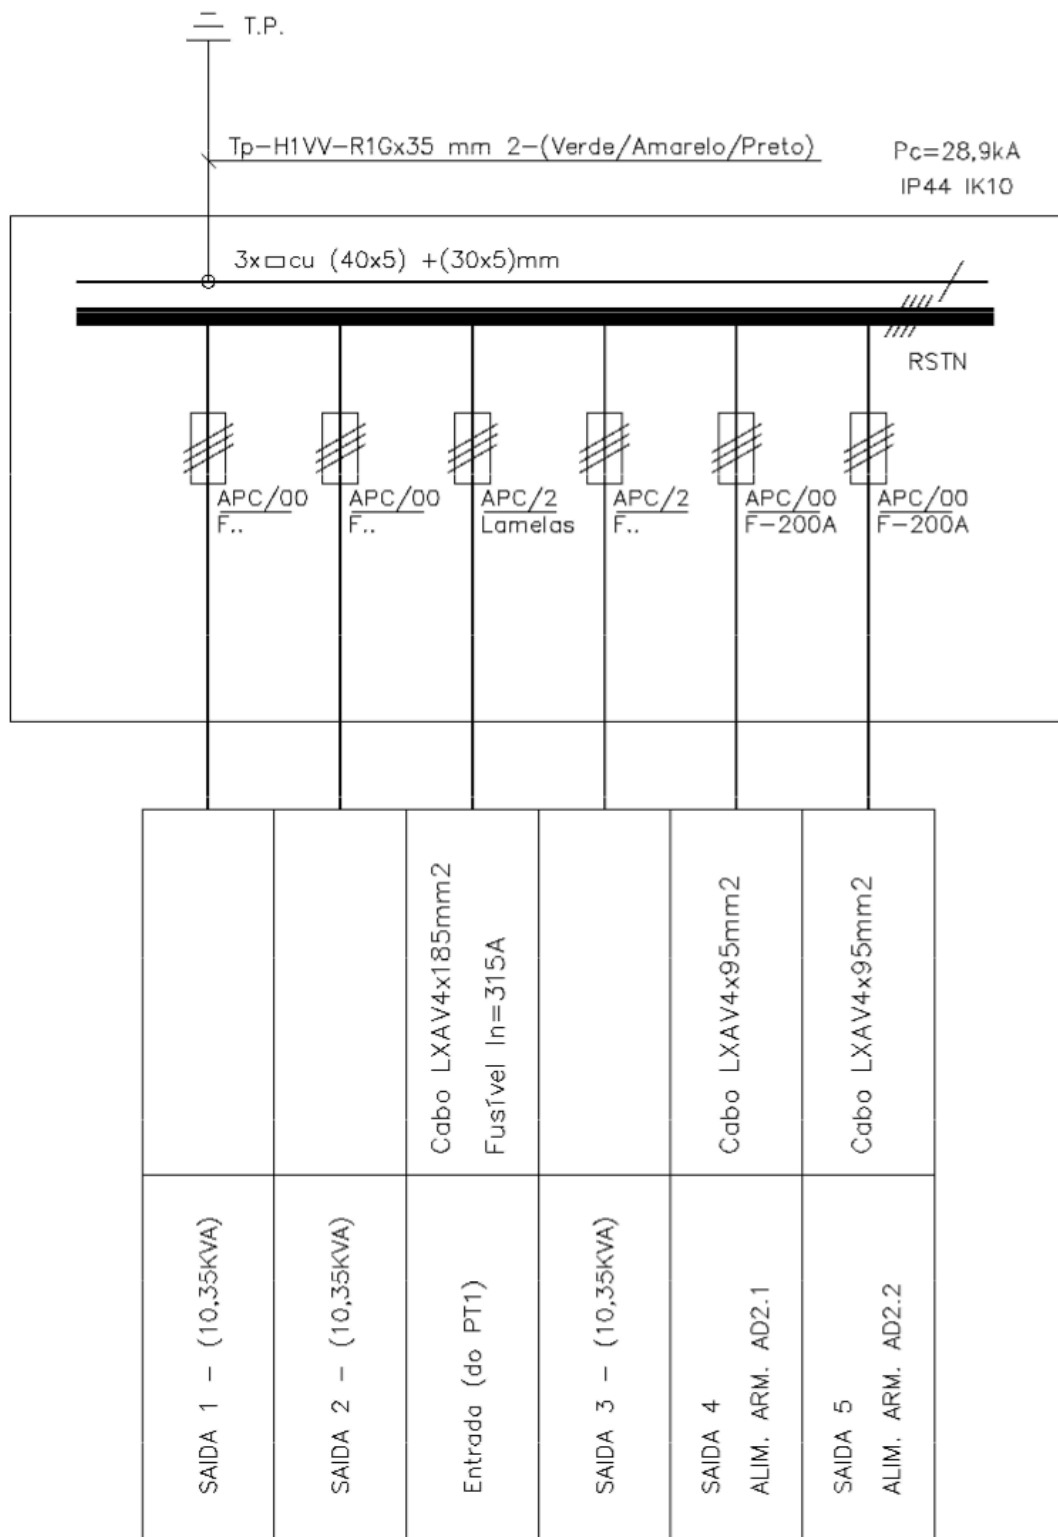 T.P.
Tp-H1VV-R1Gx35 mm 2-(Verde/Amarelo/Preto)
Pc=28,9kA
IP44 IK10
3x▭cu (40x5) +(30x5)mm
RSTN
APC/00
F..
APC/00
F..
APC/2
Lamelas
APC/2
F..
APC/00
F-200A
APC/00
F-200A
Cabo LXAV4x185mm2
Fusível In=315A
Cabo LXAV4x95mm2
Cabo LXAV4x95mm2
SAIDA 1 - (10,35KVA)
SAIDA 2 - (10,35KVA)
Entrada (do PT1)
SAIDA 3 - (10,35KVA)
SAIDA 4
ALIM. ARM. AD2.1
SAIDA 5
ALIM. ARM. AD2.2